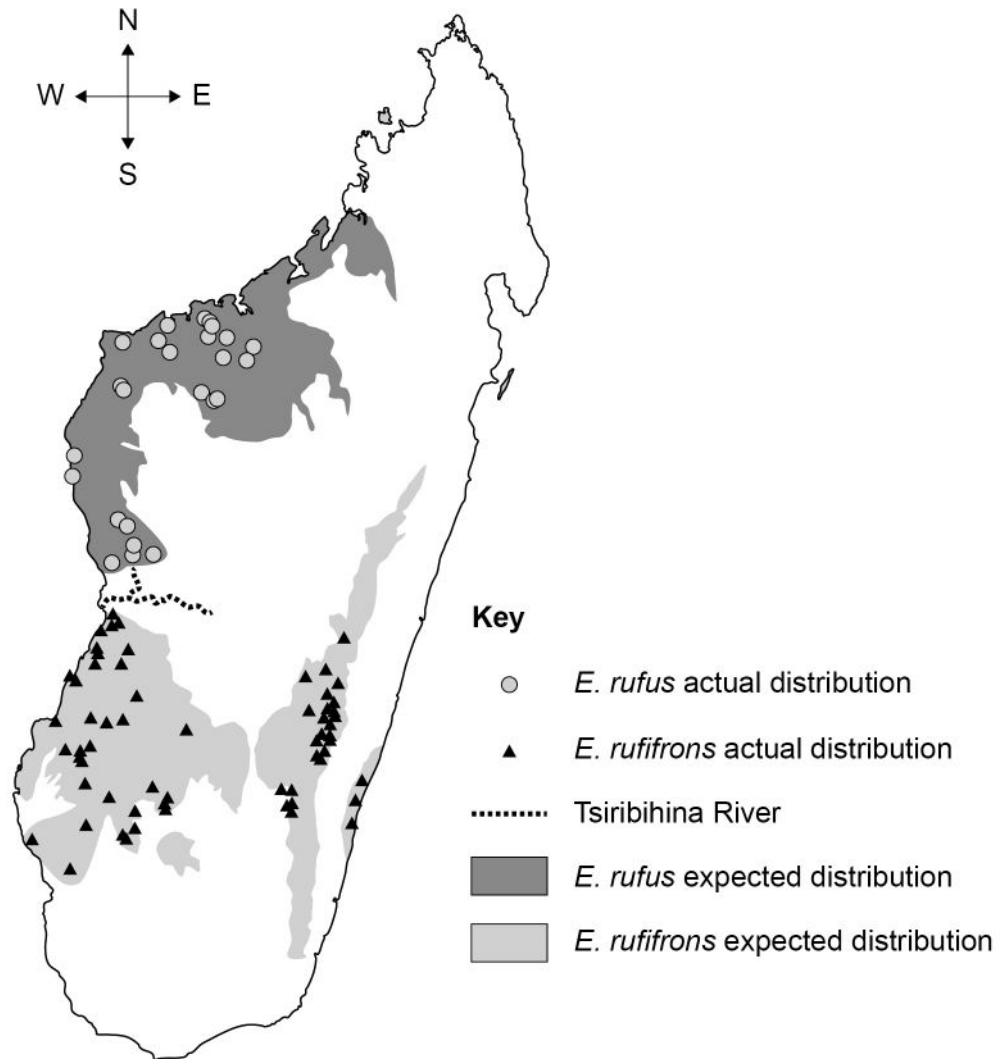 N
W E
S
Key
E. rufus actual distribution
E. rufifrons actual distribution
Tsiribihina River
E. rufus expected distribution
E. rufifrons expected distribution